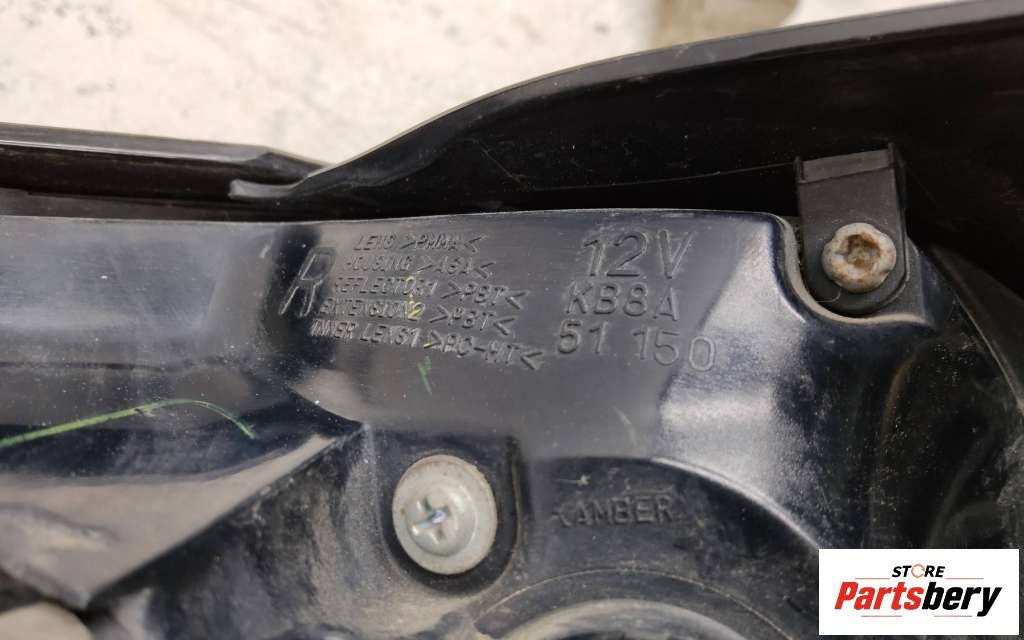 R
LENS >PMMA<
HOUSING >ASA<
REFLECTOR1 >PBT<
EXTENSION2 >PBT<
INNER LENS1 >PC-HT<
12V
KB8A
51 150
AMBER
STORE
Partsbery